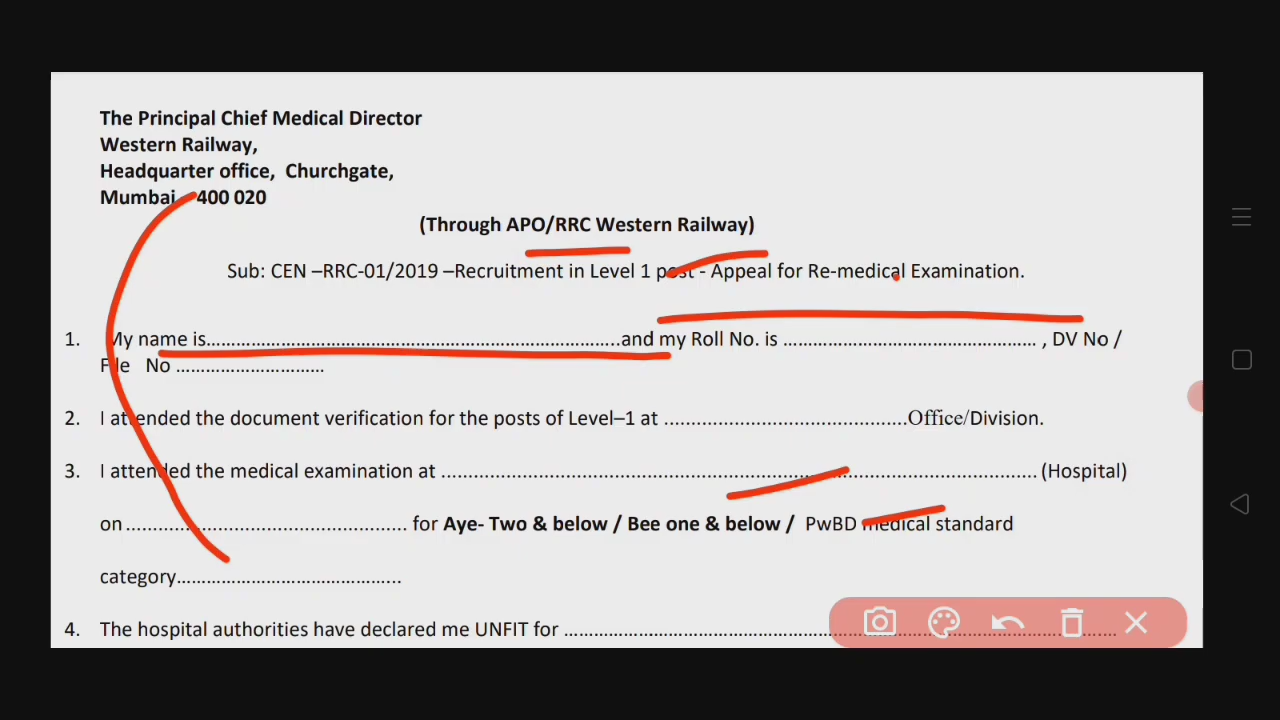 The Principal Chief Medical Director
Western Railway,
Headquarter office, Churchgate,
Mumbai 400 020
(Through APO/RRC Western Railway)
Sub: CEN –RRC-01/2019 –Recruitment in Level 1 post - Appeal for Re-medical Examination.
1. My name is..............................................................................and my Roll No. is ............................................... , DV No /
File No ............................
2. I attended the document verification for the posts of Level–1 at .............................................Office/Division.
3. I attended the medical examination at .............................................................................................................. (Hospital)
on.................................................... for Aye- Two & below / Bee one & below / PwBD medical standard
category..........................................
4. The hospital authorities have declared me UNFIT for ......................................................................................................